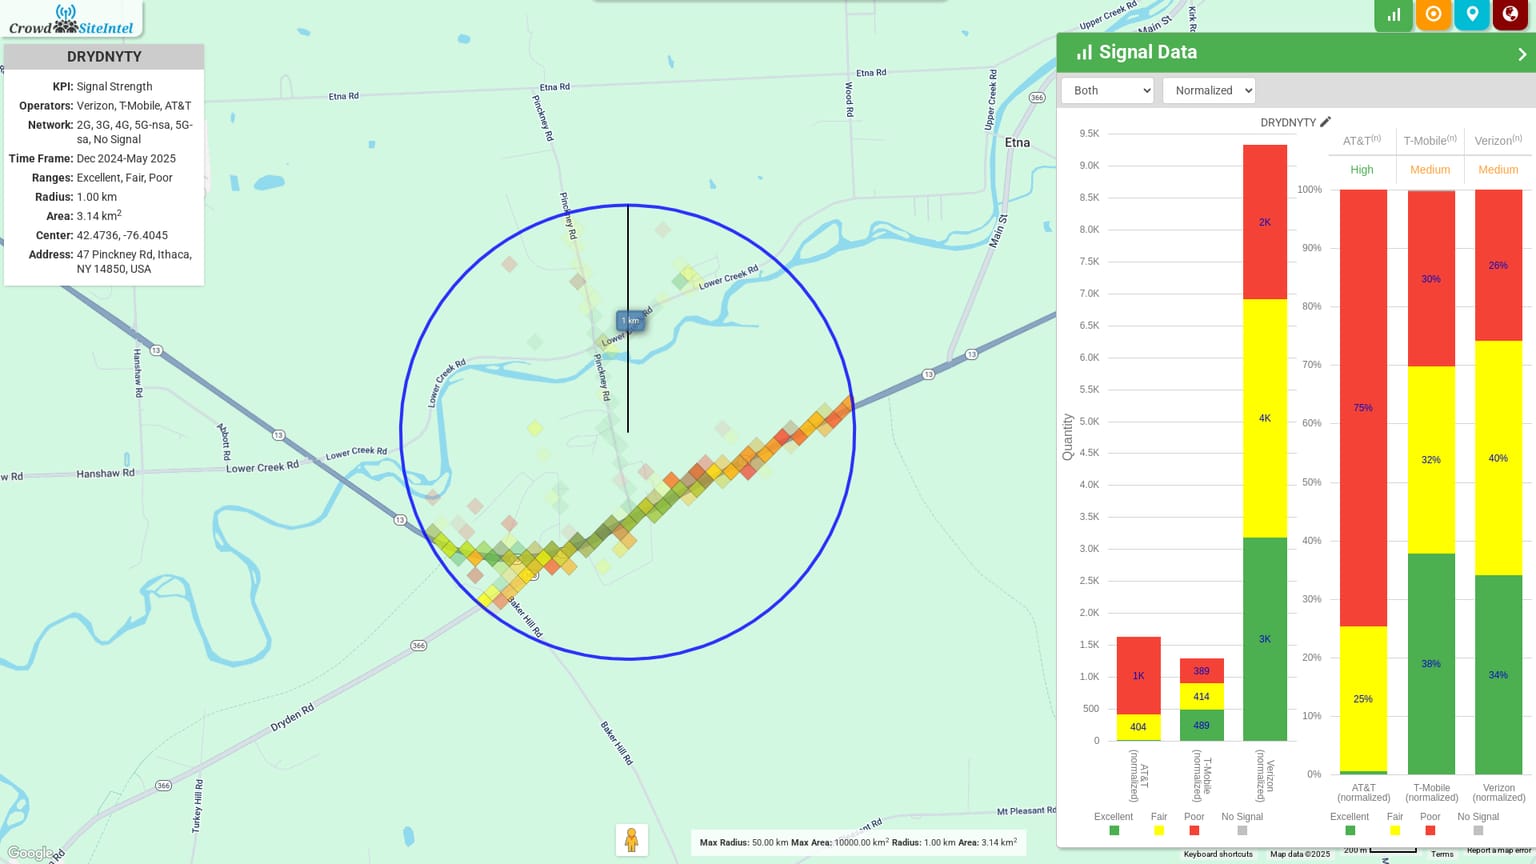 Crowd SiteIntel
DRYDNYTY
KPI: Signal Strength
Operators: Verizon, T-Mobile, AT&T
Network: 2G, 3G, 4G, 5G-nsa, 5G-
sa, No Signal
Time Frame: Dec 2024-May 2025
Ranges: Excellent, Fair, Poor
Radius: 1.00 km
Area: 3.14 km²
Center: 42.4736, -76.4045
Address: 47 Pinckney Rd, Ithaca,
NY 14850, USA
Etna Rd
Etna Rd
Etna Rd
Pinckney Rd
Wood Rd
Upper Creek Rd
Upper Creek Rd
Main St
Kirk Rd
366
Etna
Main St
Pinckney Rd
Lower Creek Rd
1 km
Pinckney Rd
Lower Creek Rd
13
13
13
13
13
Hanshaw Rd
Abbott Rd
w Rd
Hanshaw Rd
Lower Creek Rd
Lower Creek Rd
Baker Hill Rd
366
Dryden Rd
Baker Hill Rd
366
Turkey Hill Rd
Mt Pleasant Rd
Google
Max Radius: 50.00 km Max Area: 10000.00 km² Radius: 1.00 km Area: 3.14 km²
Signal Data
Both
Normalized
DRYDNYTY
Quantity
9.5K
9.0K
8.5K
8.0K
7.5K
7.0K
6.5K
6.0K
5.5K
5.0K
4.5K
4.0K
3.5K
3.0K
2.5K
2.0K
1.5K
1.0K
500
0
1K
404
389
414
489
2K
4K
3K
AT&T
(normalized)
T-Mobile
(normalized)
Verizon
(normalized)
Excellent Fair Poor No Signal
AT&T(n) T-Mobile(n) Verizon(n)
High Medium Medium
100%
90%
80%
70%
60%
50%
40%
30%
20%
10%
0%
75%
25%
30%
32%
38%
26%
40%
34%
AT&T
(normalized)
T-Mobile
(normalized)
Verizon
(normalized)
Excellent Fair Poor No Signal
Keyboard shortcuts Map data ©2025 200 m Terms Report a map error